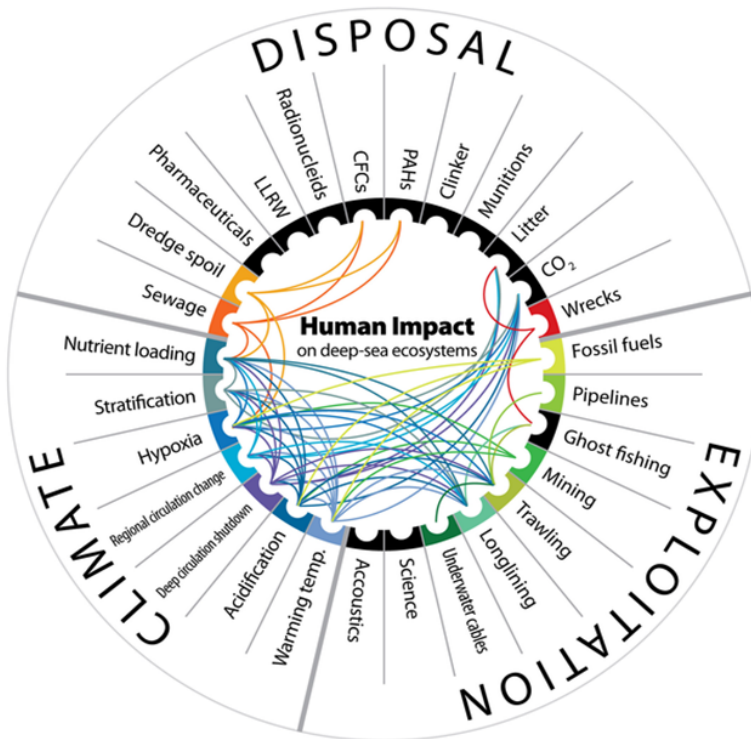 DISPOSAL
Sewage
Dredge spoil
Pharmaceuticals
LLRW
Radionucleids
CFCs
PAHs
Clinker
Munitions
Litter
CO₂
Wrecks
Human Impact
on deep-sea ecosystems
EXPLOITATION
Fossil fuels
Pipelines
Ghost fishing
Mining
Trawling
Longlining
Underwater cables
Science
Accoustics
CLIMATE
Nutrient loading
Stratification
Hypoxia
Regional circulation change
Deep circulation shutdown
Acidification
Warming temp.